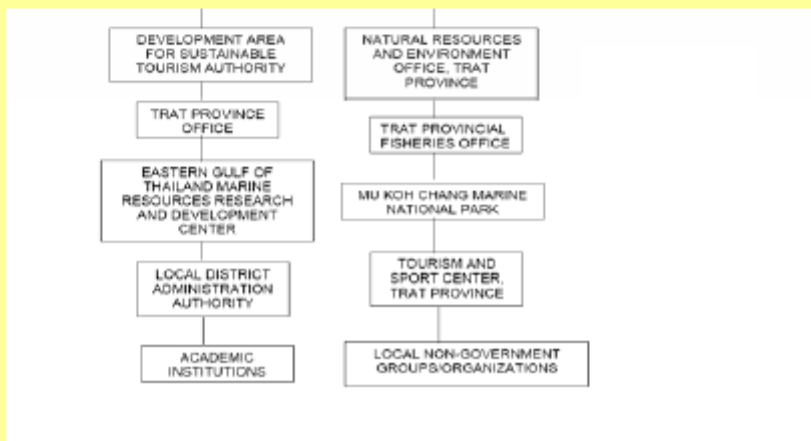 DEVELOPMENT AREA
FOR SUSTAINABLE
TOURISM AUTHORITY
TRAT PROVINCE
OFFICE
EASTERN GULF OF
THAILAND MARINE
RESOURCES RESEARCH
AND DEVELOPMENT
CENTER
LOCAL DISTRICT
ADMINISTRATION
AUTHORITY
ACADEMIC
INSTITUTIONS
NATURAL RESOURCES
AND ENVIRONMENT
OFFICE, TRAT
PROVINCE
TRAT PROVINCIAL
FISHERIES OFFICE
MU KOH CHANG MARINE
NATIONAL PARK
TOURISM AND
SPORT CENTER,
TRAT PROVINCE
LOCAL NON-GOVERNMENT
GROUPS/ORGANIZATIONS